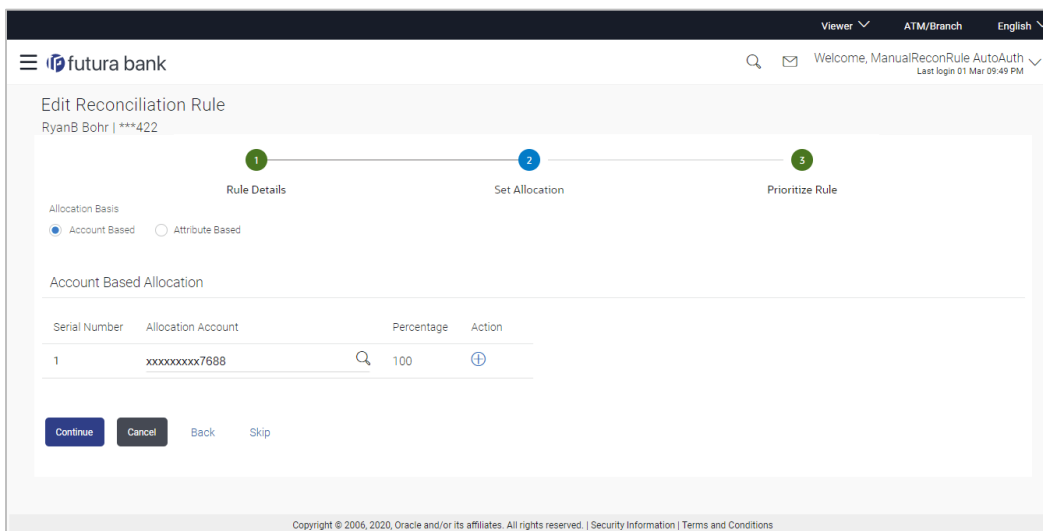 Viewer ATM/Branch English
futura bank Welcome, ManualReconRule AutoAuth
Last login 01 Mar 09:49 PM
Edit Reconciliation Rule
RyanB Bohr | ***422
1 2 3
Rule Details Set Allocation Prioritize Rule
Allocation Basis
Account Based Attribute Based
Account Based Allocation
Serial Number Allocation Account Percentage Action
1 xxxxxxxxx7688 100
Continue Cancel Back Skip
Copyright © 2006, 2020, Oracle and/or its affiliates. All rights reserved. | Security Information | Terms and Conditions